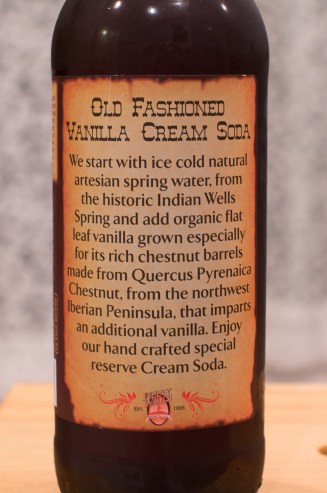 Old Fashioned
Vanilla Cream Soda
We start with ice cold natural
artesian spring water, from
the historic Indian Wells
Spring and add organic flat
leaf vanilla grown especially
for its rich chestnut barrels
made from Quercus Pyrenaica
Chestnut, from the northwest
Iberian Peninsula, that imparts
an additional vanilla. Enjoy
our hand crafted special
reserve Cream Soda.
Est. 1995